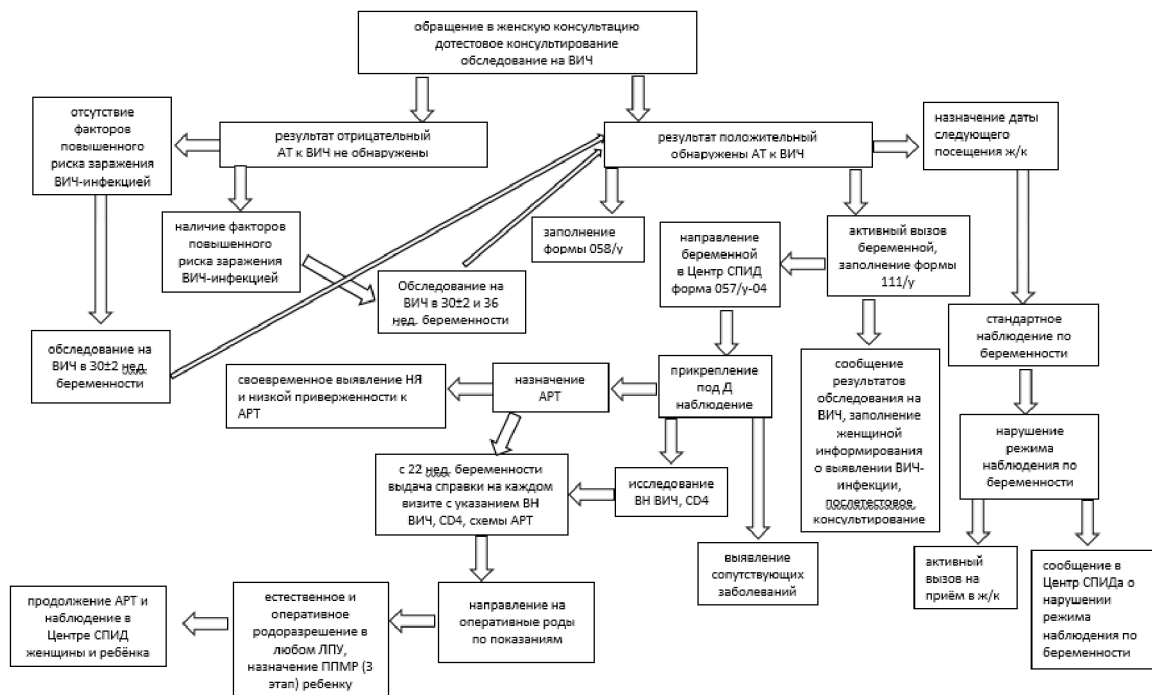 обращение в женскую консультацию
дотестовое консультирование
обследование на ВИЧ
отсутствие
факторов
повышенного
риска заражения
ВИЧ-инфекцией
результат отрицательный
АТ к ВИЧ не обнаружены
результат положительный
обнаружены АТ к ВИЧ
назначение даты
следующего
посещения ж/к
наличие факторов
повышенного
риска заражения
ВИЧ-инфекцией
Обследование на
ВИЧ в 30±2 и 36
нед. беременности
заполнение
формы 058/у
направление
беременной
в Центр СПИД
форма 057/у-04
активный вызов
беременной,
заполнение формы
111/у
обследование на
ВИЧ в 30±2 нед.
беременности
стандартное
наблюдение по
беременности
своевременное выявление НЯ
и низкой приверженности к
АРТ
назначение
АРТ
прикрепление
под Д
наблюдение
сообщение
результатов
обследования на
ВИЧ, заполнение
женщиной
информирования
о выявлении ВИЧ-
инфекции,
послетестовое
консультирование
нарушение
режима
наблюдения по
беременности
с 22 нед. беременности
выдача справки на каждом
визите с указанием ВН
ВИЧ, CD4, схемы АРТ
исследование
ВН ВИЧ, CD4
выявление
сопутствующих
заболеваний
активный
вызов на
приём в ж/к
сообщение в
Центр СПИДа о
нарушении
режима
наблюдения по
беременности
продолжение АРТ и
наблюдение в
Центре СПИД
женщины и ребёнка
естественное и
оперативное
родоразрешение в
любом ЛПУ,
назначение ППМР (3
этап) ребенку
направление на
оперативные роды
по показаниям